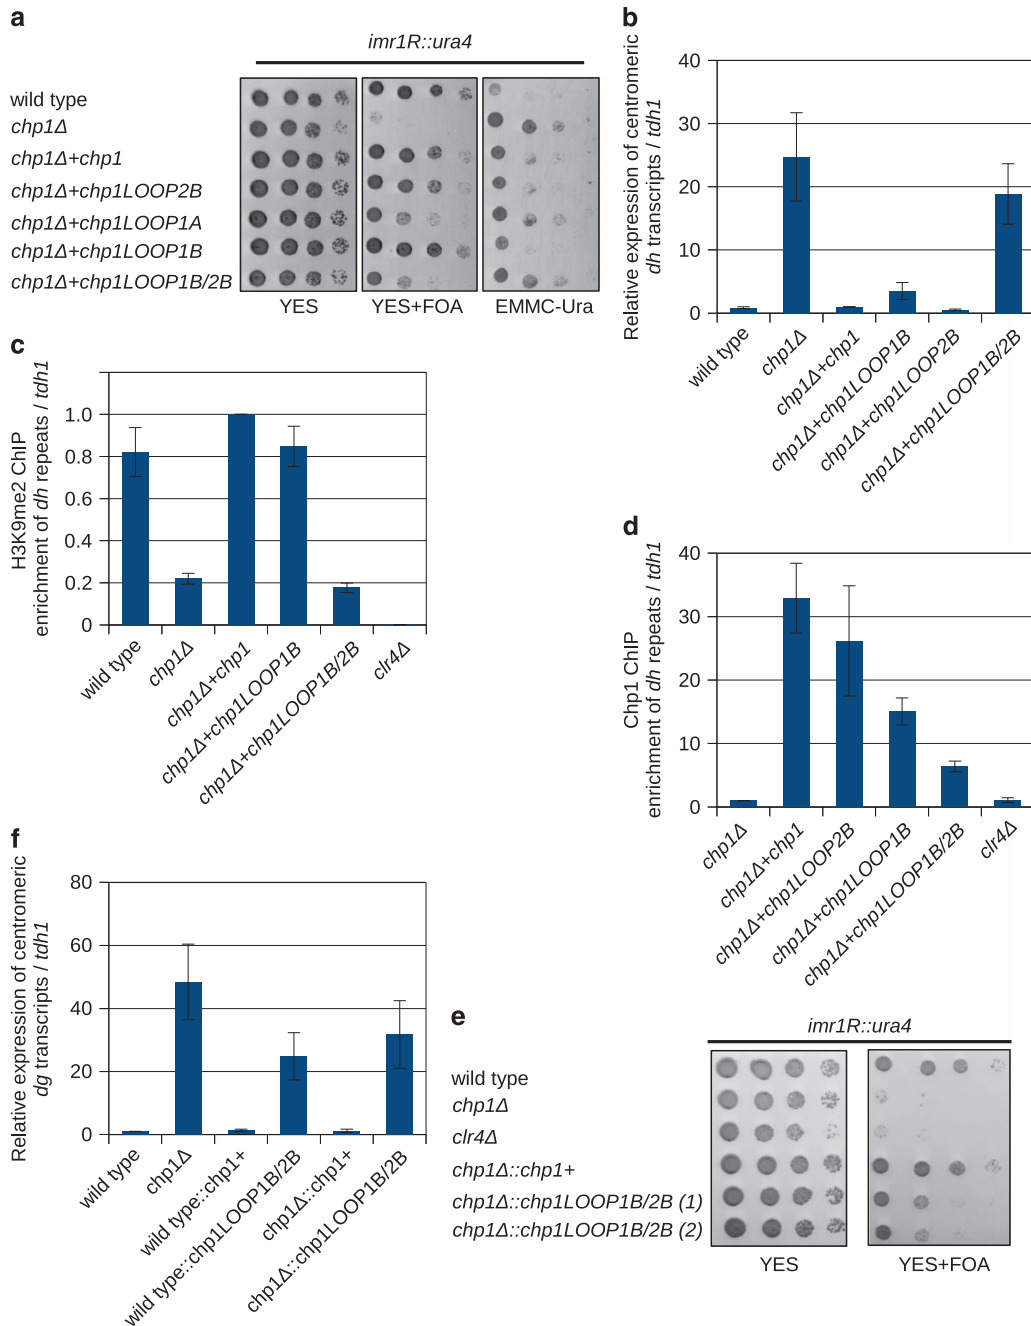 a
imr1R::ura4
wild type
chp1Δ
chp1Δ+chp1
chp1Δ+chp1LOOP2B
chp1Δ+chp1LOOP1A
chp1Δ+chp1LOOP1B
chp1Δ+chp1LOOP1B/2B
YES
YES+FOA
EMMC-Ura
b
Relative expression of centromeric
dh transcripts / tdh1
40
30
20
10
0
wild type
chp1Δ
chp1Δ+chp1
chp1Δ+chp1LOOP1B
chp1Δ+chp1LOOP2B
chp1Δ+chp1LOOP1B/2B
c
H3K9me2 ChIP
enrichment of dh repeats / tdh1
1.0
0.8
0.6
0.4
0.2
0
wild type
chp1Δ
chp1Δ+chp1
chp1Δ+chp1LOOP1B
chp1Δ+chp1LOOP1B/2B
clr4Δ
d
Chp1 ChIP
enrichment of dh repeats / tdh1
40
30
20
10
0
chp1Δ
chp1Δ+chp1
chp1Δ+chp1LOOP2B
chp1Δ+chp1LOOP1B
chp1Δ+chp1LOOP1B/2B
clr4Δ
f
Relative expression of centromeric
dg transcripts / tdh1
80
60
40
20
0
wild type
chp1Δ
wild type::chp1+
wild type::chp1LOOP1B/2B
chp1Δ::chp1+
chp1Δ::chp1LOOP1B/2B
e
imr1R::ura4
wild type
chp1Δ
clr4Δ
chp1Δ::chp1+
chp1Δ::chp1LOOP1B/2B (1)
chp1Δ::chp1LOOP1B/2B (2)
YES
YES+FOA